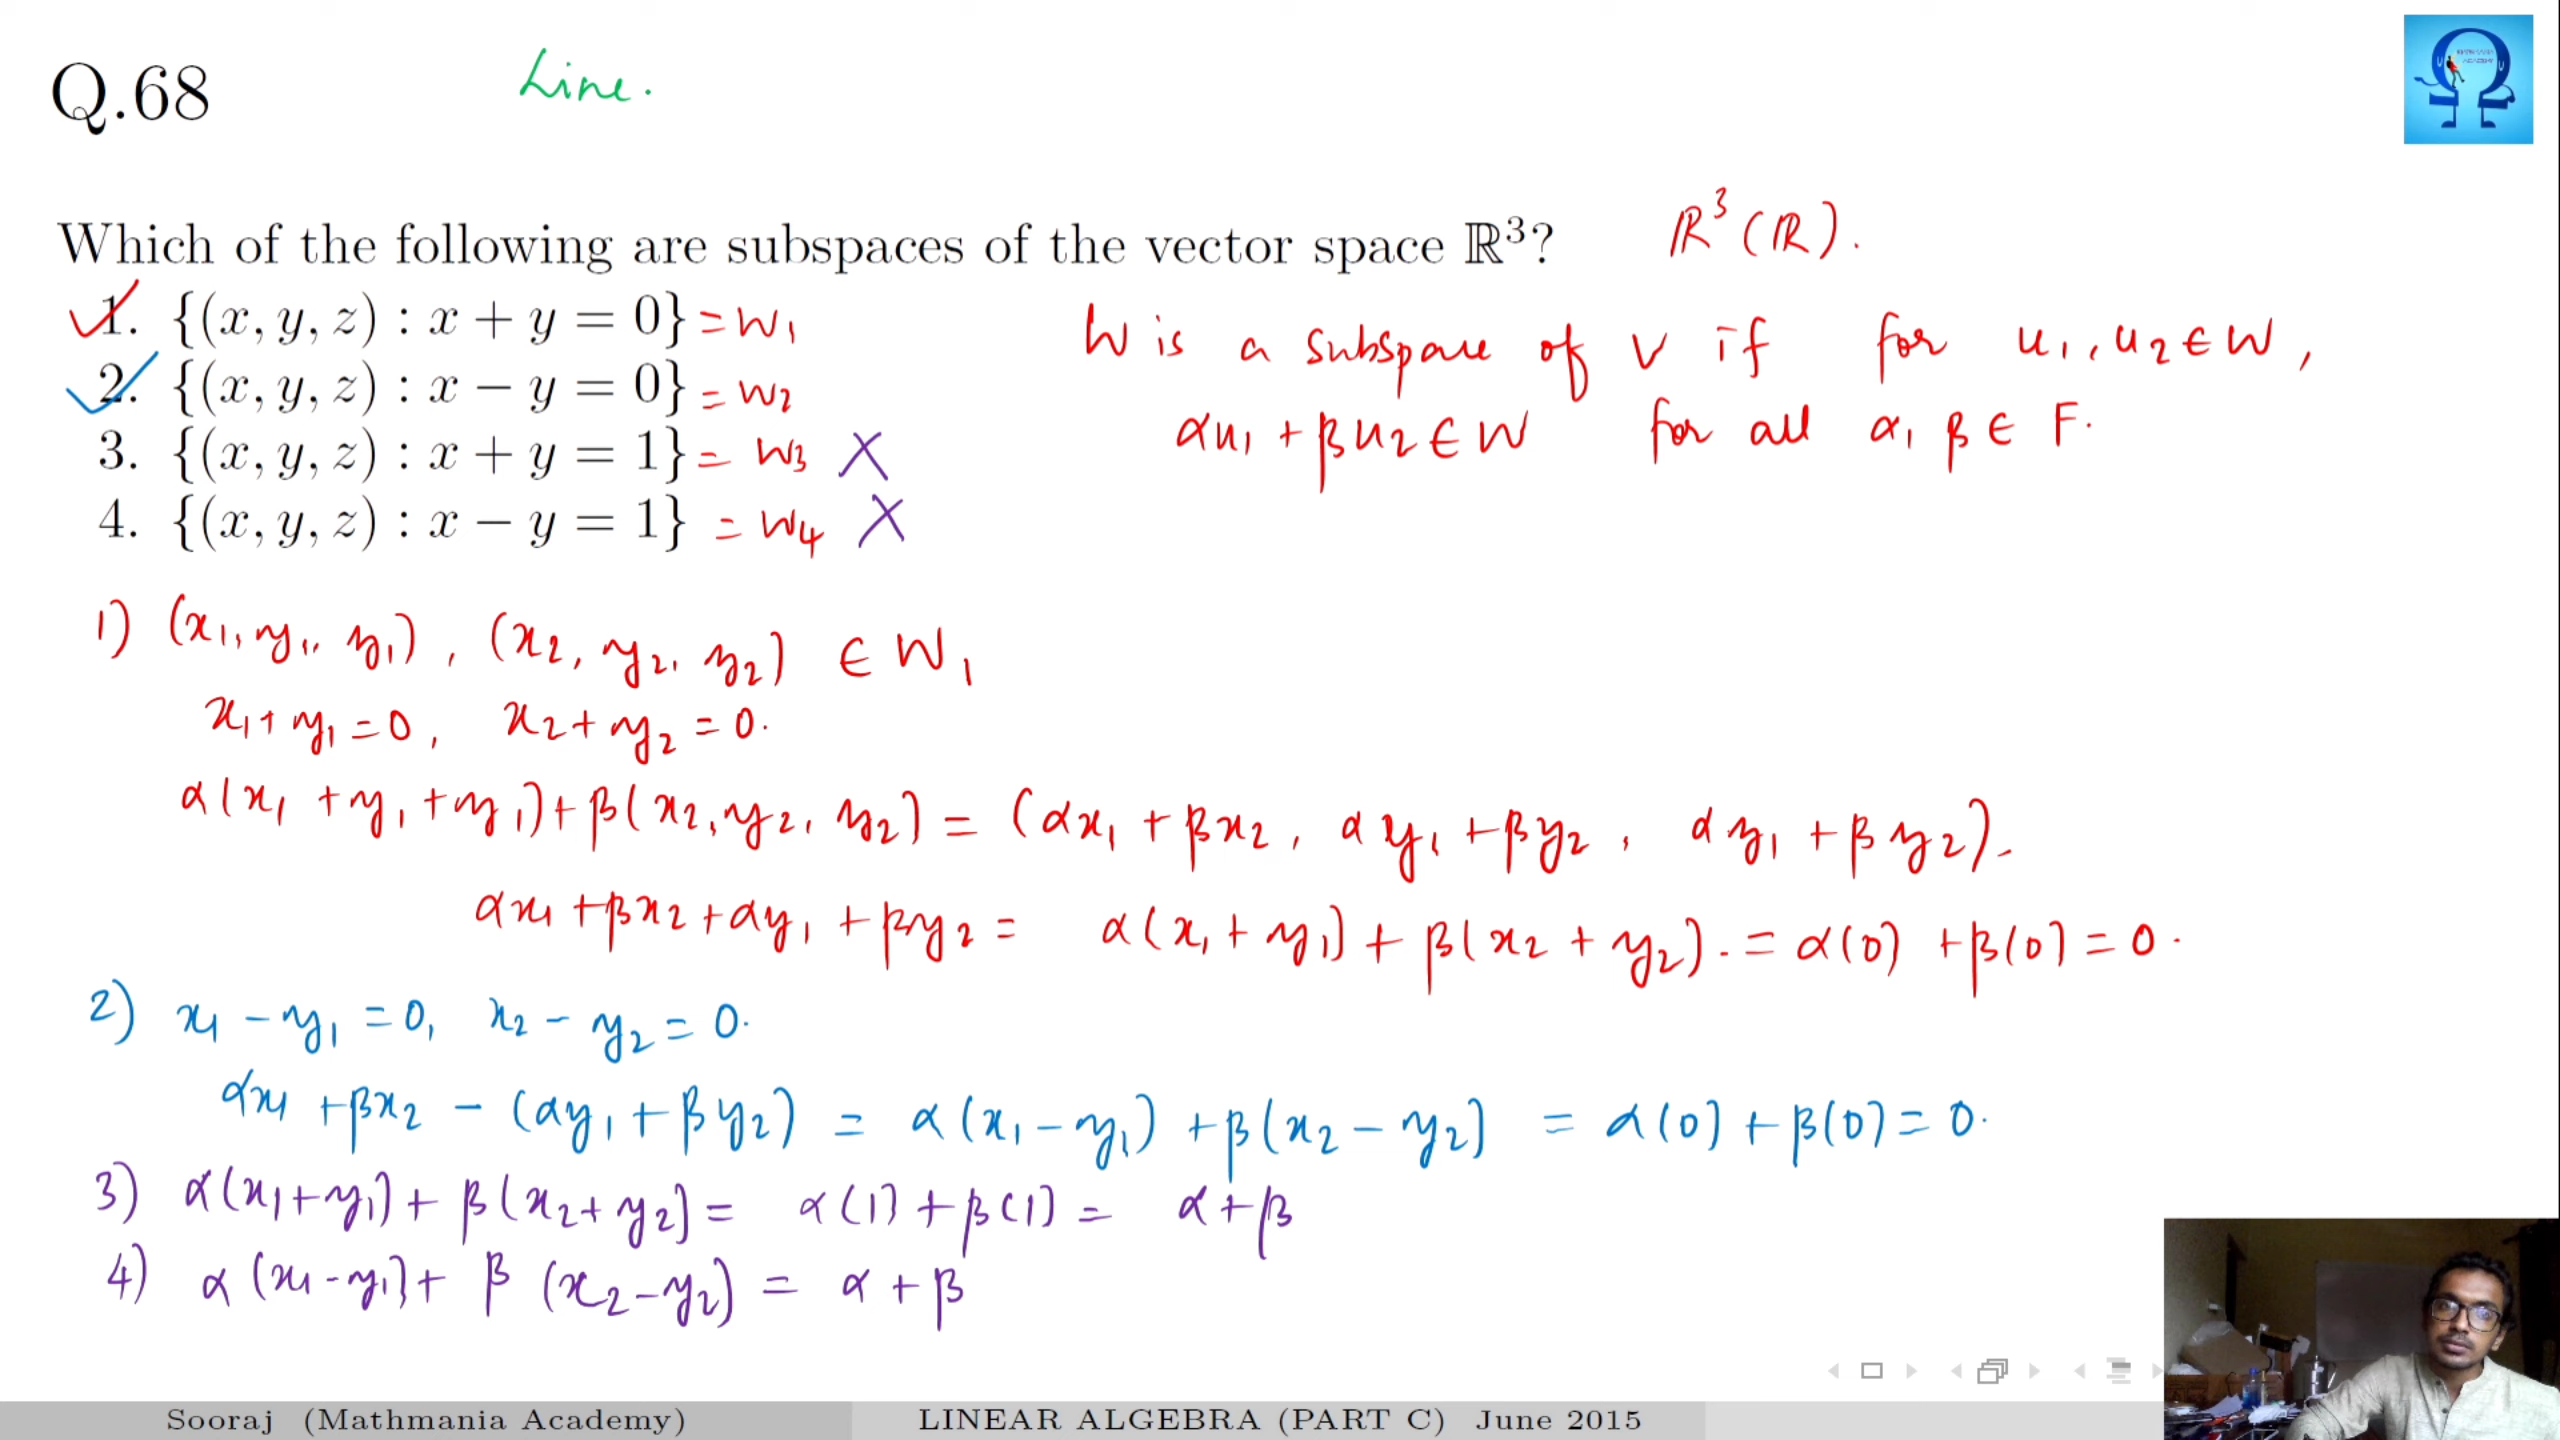 Q.68
Line.
Which of the following are subspaces of the vector space ℝ³? ℝ³(ℝ).
1. {(x, y, z) : x + y = 0} = W₁
2. {(x, y, z) : x − y = 0} = W₂
3. {(x, y, z) : x + y = 1} = W₃ X
4. {(x, y, z) : x − y = 1} = W₄ X
W is a subspace of V if for u₁, u₂ ∈ W,
αu₁ + βu₂ ∈ W for all α, β ∈ F.
1) (x₁, y₁, z₁), (x₂, y₂, z₂) ∈ W₁
x₁ + y₁ = 0, x₂ + y₂ = 0.
α(x₁ + y₁ + z₁) + β(x₂, y₂, z₂) = (αx₁ + βx₂, αy₁ + βy₂, αz₁ + βz₂).
αx₁ + βx₂ + αy₁ + βy₂ = α(x₁ + y₁) + β(x₂ + y₂). = α(0) + β(0) = 0.
2) x₁ − y₁ = 0, x₂ − y₂ = 0.
αx₁ + βx₂ − (αy₁ + βy₂) = α(x₁ − y₁) + β(x₂ − y₂) = α(0) + β(0) = 0.
3) α(x₁ + y₁) + β(x₂ + y₂) = α(1) + β(1) = α + β
4) α(x₁ − y₁) + β(x₂ − y₂) = α + β
Sooraj (Mathmania Academy) LINEAR ALGEBRA (PART C) June 2015